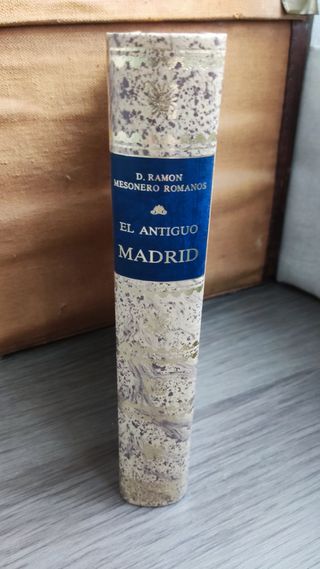 D. RAMON
MESONERO ROMANOS
EL ANTIGUO
MADRID